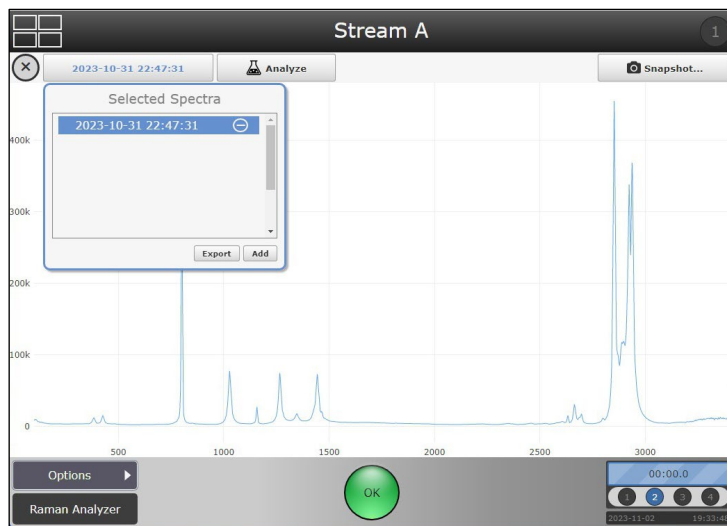 Stream A
1
2023-10-31 22:47:31
Analyze
Snapshot...
Selected Spectra
2023-10-31 22:47:31
Export
Add
400k
300k
200k
100k
0
500
1000
1500
2000
2500
3000
Options
OK
00:00.0
1
2
3
4
Raman Analyzer
2023-11-02